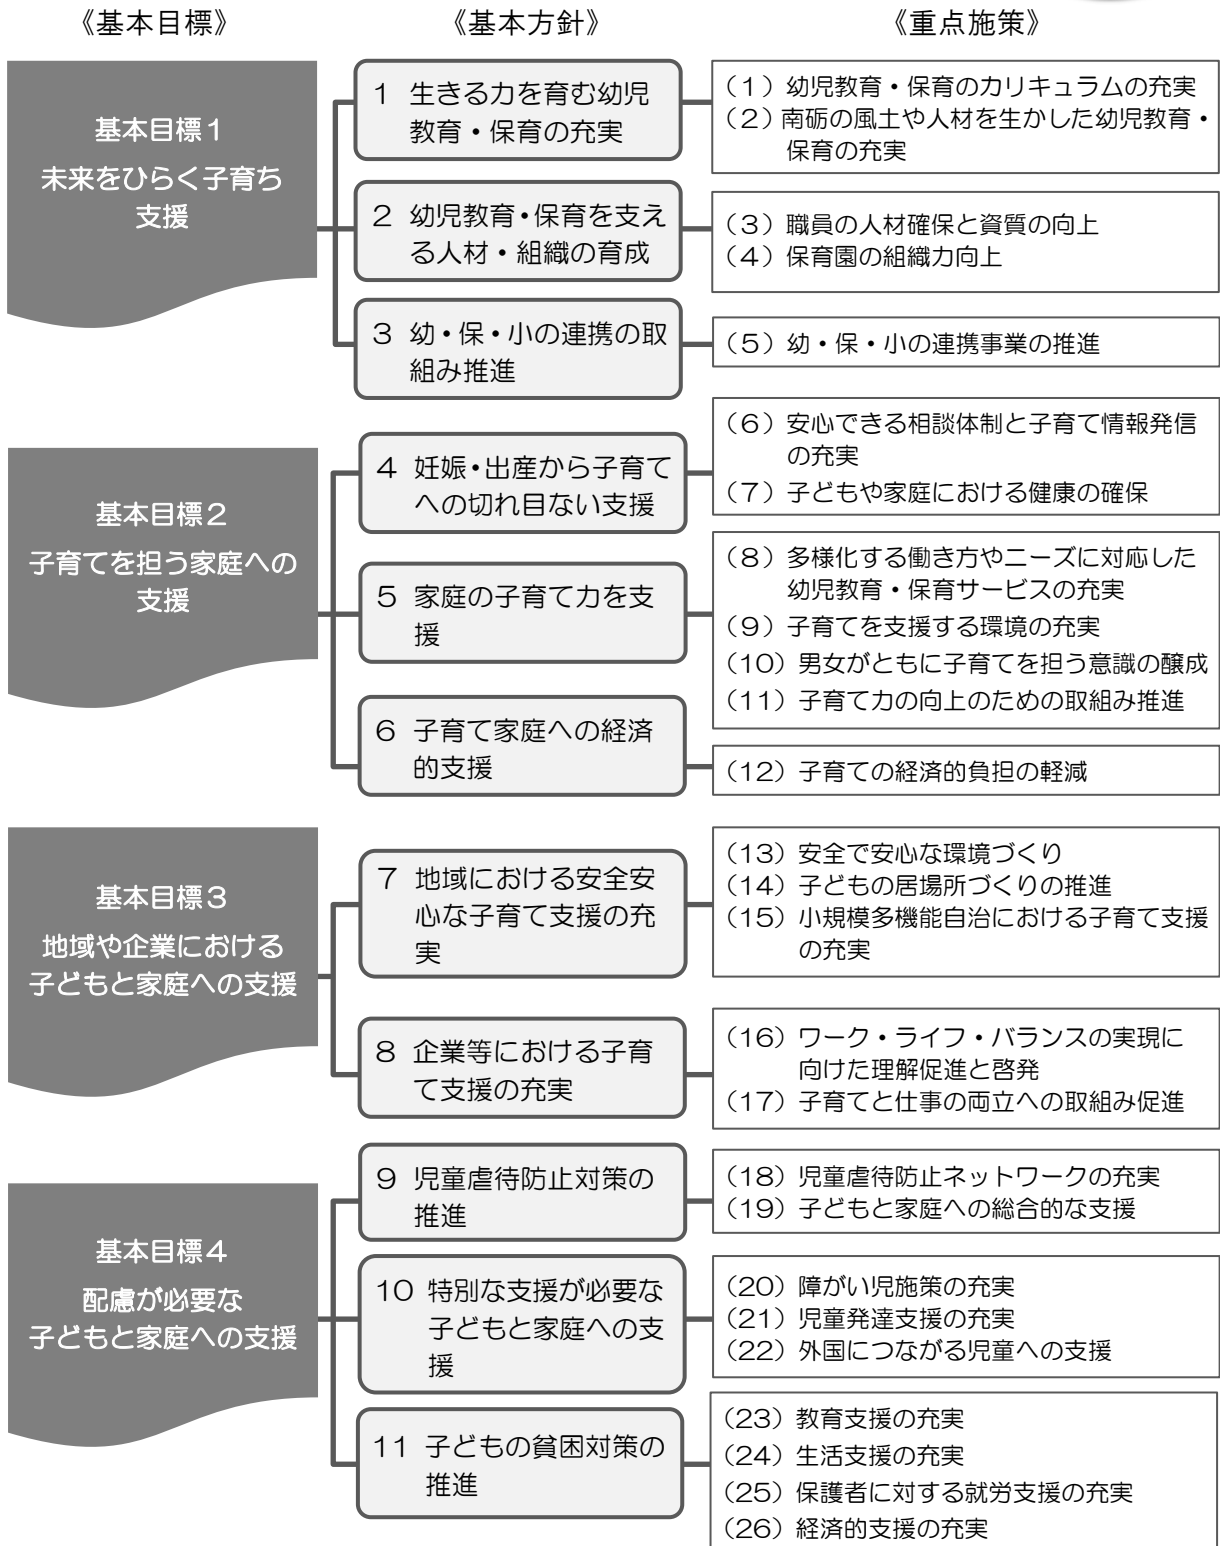 《基本目標》
《基本方針》
《重点施策》
基本目標1
未来をひらく子育ち
支援
1 生きる力を育む幼児
教育・保育の充実
(1)幼児教育・保育のカリキュラムの充実
(2)南砺の風土や人材を生かした幼児教育・
保育の充実
2 幼児教育・保育を支え
る人材・組織の育成
(3)職員の人材確保と資質の向上
(4)保育園の組織力向上
3 幼・保・小の連携の取
組み推進
(5)幼・保・小の連携事業の推進
基本目標2
子育てを担う家庭への
支援
4 妊娠・出産から子育て
への切れ目ない支援
(6)安心できる相談体制と子育て情報発信
の充実
(7)子どもや家庭における健康の確保
5 家庭の子育て力を支
援
(8)多様化する働き方やニーズに対応した
幼児教育・保育サービスの充実
(9)子育てを支援する環境の充実
(10)男女がともに子育てを担う意識の醸成
(11)子育て力の向上のための取組み推進
6 子育て家庭への経済
的支援
(12)子育ての経済的負担の軽減
基本目標3
地域や企業における
子どもと家庭への支援
7 地域における安全安
心な子育て支援の充
実
(13)安全で安心な環境づくり
(14)子どもの居場所づくりの推進
(15)小規模多機能自治における子育て支援
の充実
8 企業等における子育
て支援の充実
(16)ワーク・ライフ・バランスの実現に
向けた理解促進と啓発
(17)子育てと仕事の両立への取組み促進
基本目標4
配慮が必要な
子どもと家庭への支援
9 児童虐待防止対策の
推進
(18)児童虐待防止ネットワークの充実
(19)子どもと家庭への総合的な支援
10 特別な支援が必要な
子どもと家庭への支
援
(20)障がい児施策の充実
(21)児童発達支援の充実
(22)外国につながる児童への支援
11 子どもの貧困対策の
推進
(23)教育支援の充実
(24)生活支援の充実
(25)保護者に対する就労支援の充実
(26)経済的支援の充実